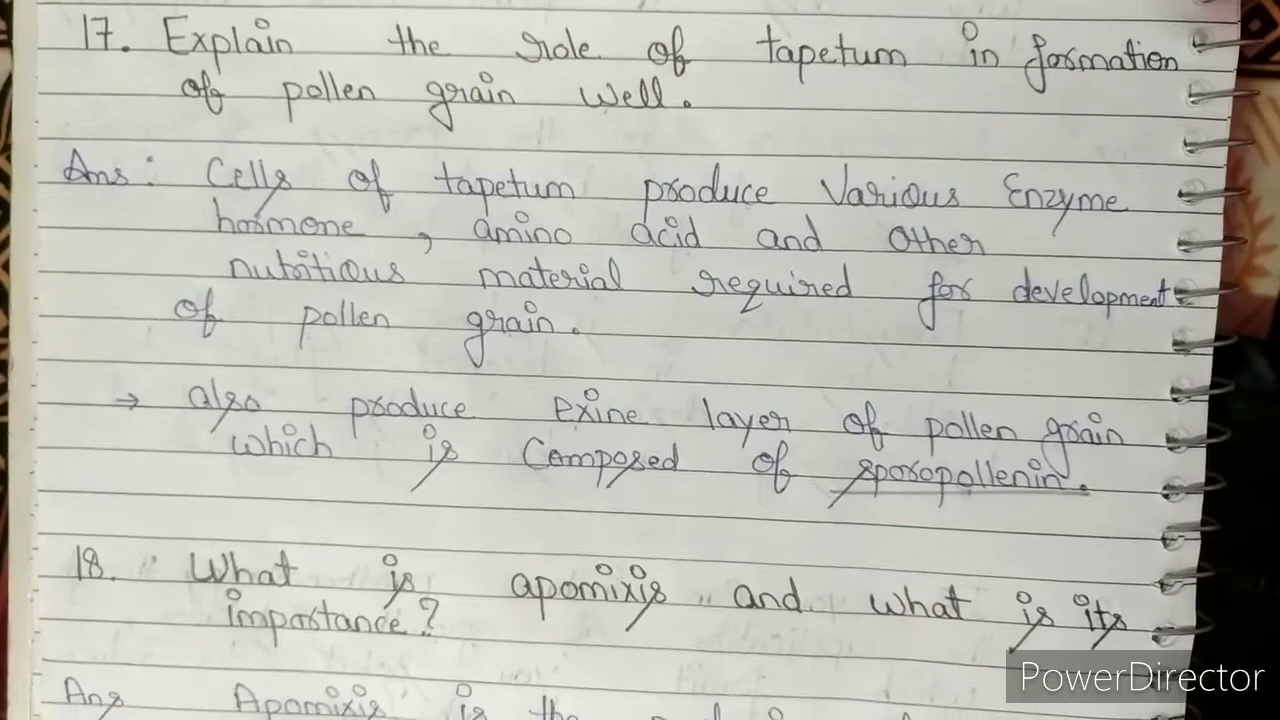 17. Explain the role of tapetum in formation
of pollen grain well.
Ans: Cells of tapetum produce Various Enzyme
hormone, amino acid and other
nutritious material required for development
of pollen grain.
→ also produce exine layer of pollen grain
which is Composed of sporopollenin.
18. What is apomixis and what is its
importance?
Ans Apomixis is the
PowerDirector